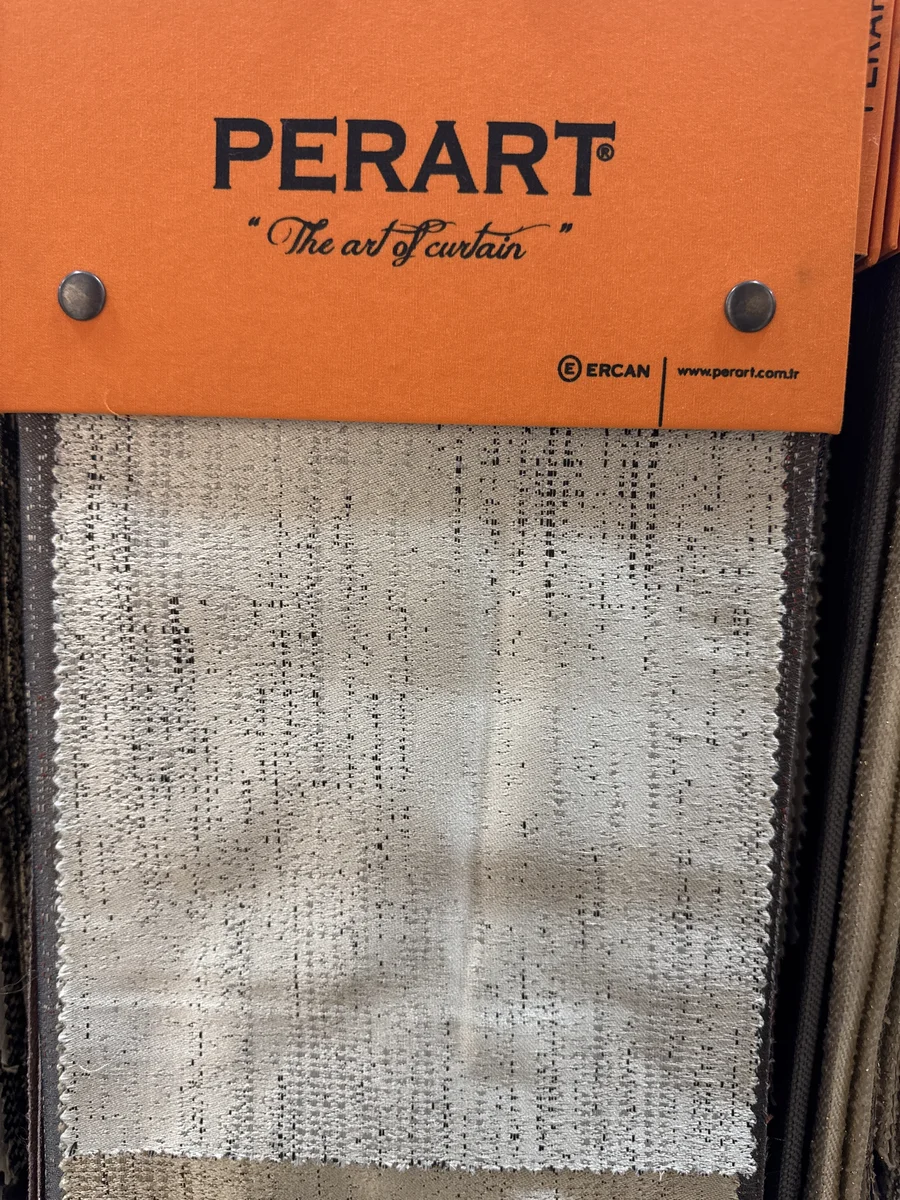 PERART®
"The art of curtain"
E ERCAN
www.perart.com.tr